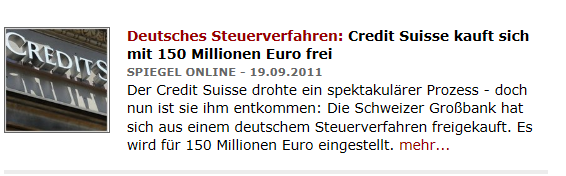 CREDIT S
Deutsches Steuerverfahren: Credit Suisse kauft sich
mit 150 Millionen Euro frei
SPIEGEL ONLINE - 19.09.2011
Der Credit Suisse drohte ein spektakulärer Prozess - doch
nun ist sie ihm entkommen: Die Schweizer Großbank hat
sich aus einem deutschem Steuerverfahren freigekauft. Es
wird für 150 Millionen Euro eingestellt. mehr...